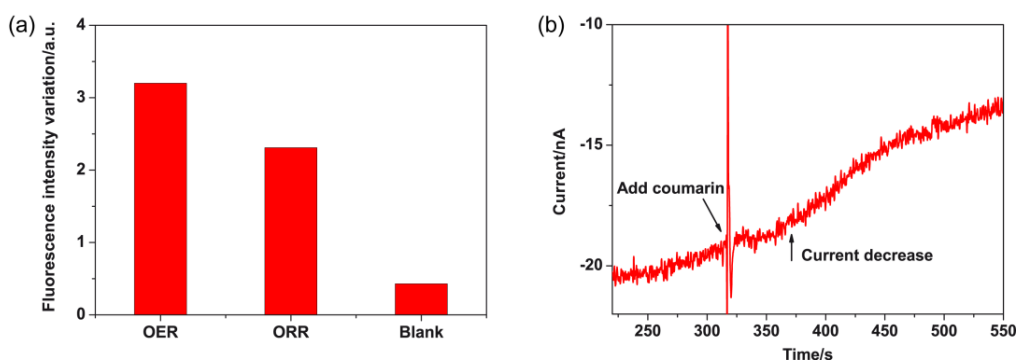 (a)
Fluorescence intensity variation/a.u.
4
3
2
1
0
OER ORR Blank
(b)
Current/nA
-10
-15
-20
Add coumarin
Current decrease
250 300 350 400 450 500 550
Time/s